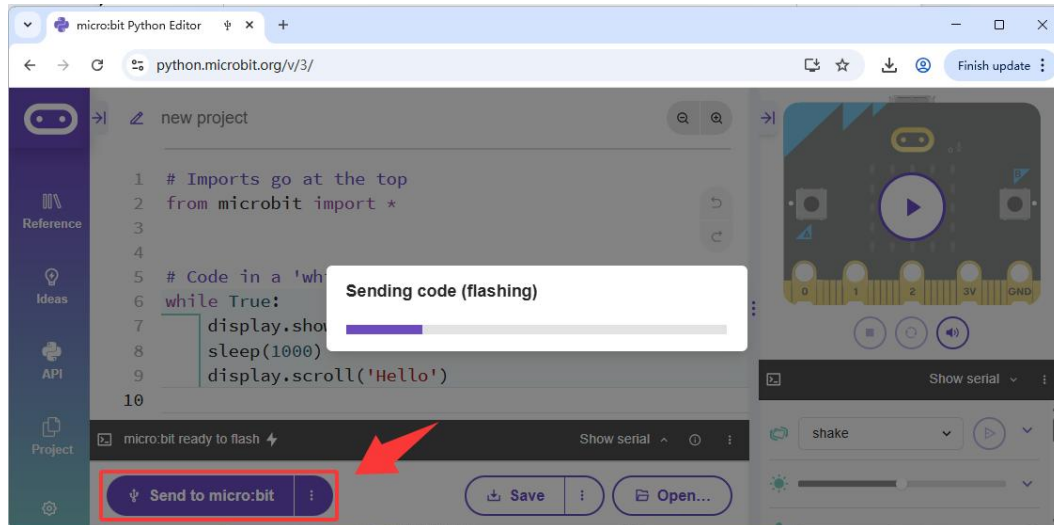 micro:bit Python Editor
python.microbit.org/v/3/
Finish update
new project
1 # Imports go at the top
2 from microbit import *
3
4
5 # Code in a 'whi
6 while True:
7 display.show
8 sleep(1000)
9 display.scroll('Hello')
10
Reference
Ideas
API
Project
Sending code (flashing)
micro:bit ready to flash
Show serial
Send to micro:bit
Save
Open...
A
B
0 1 2 3V GND
Show serial
shake